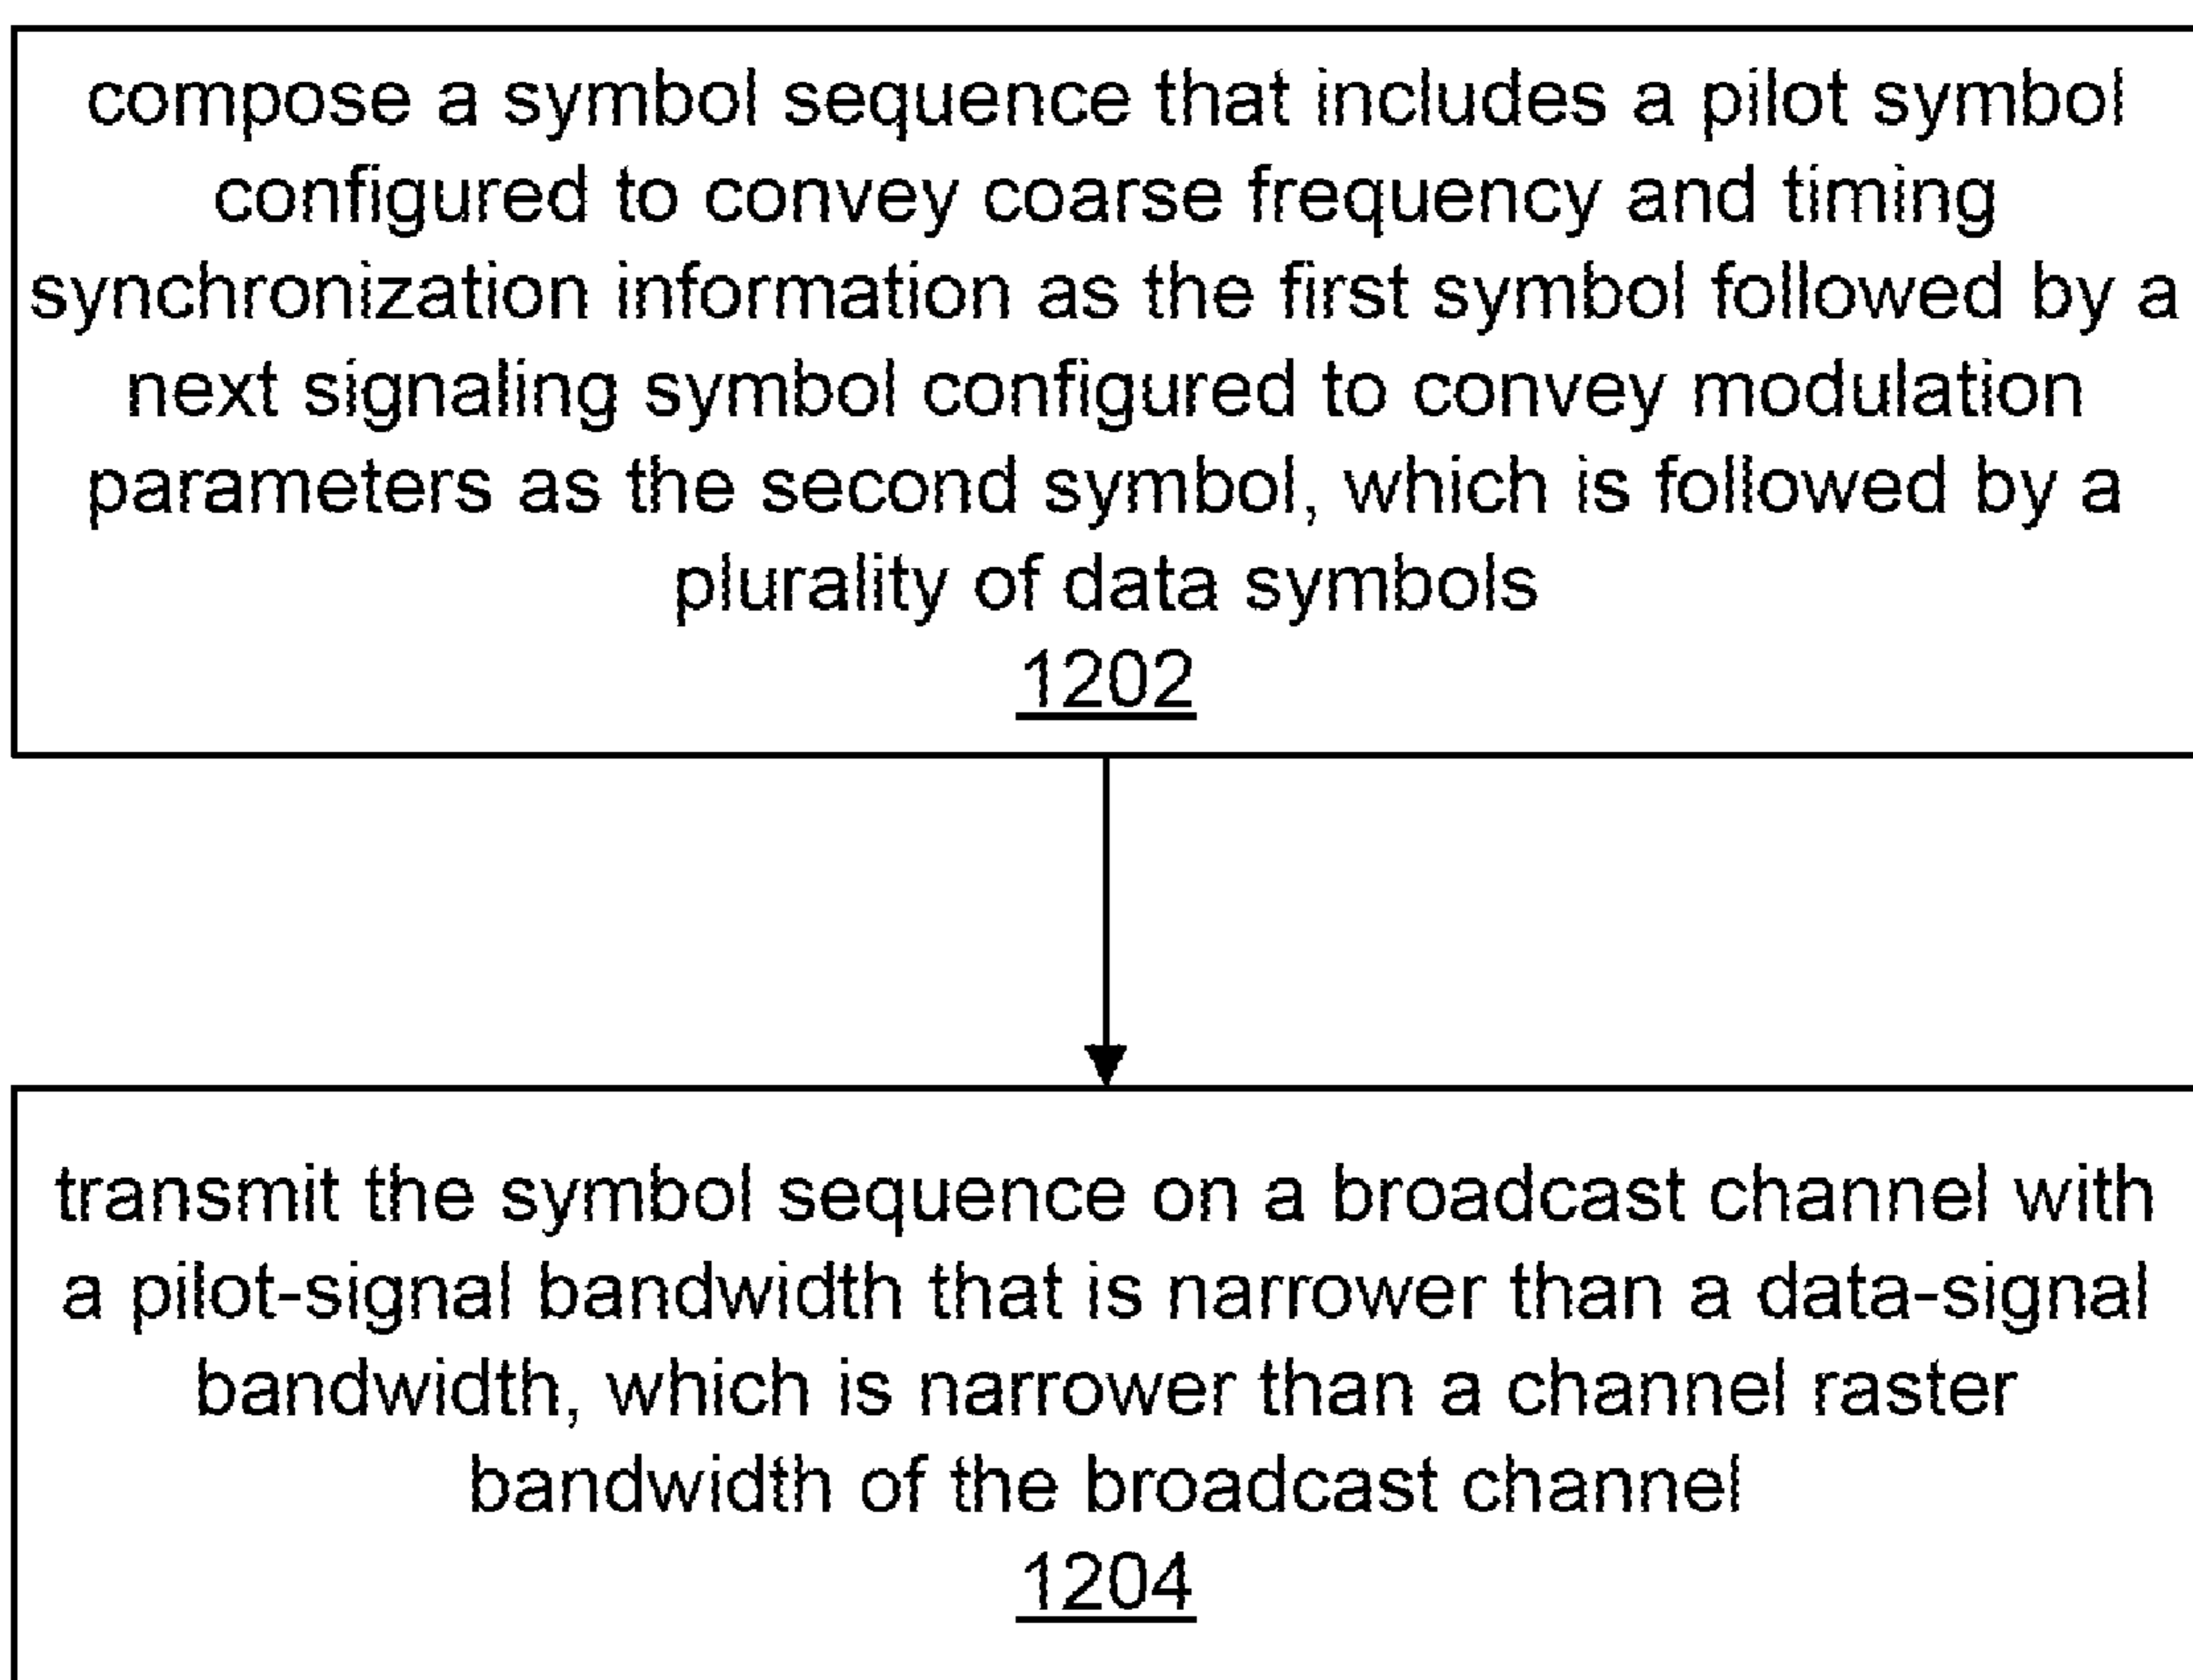 compose a symbol sequence that includes a pilot symbol
configured to convey coarse frequency and timing
synchronization information as the first symbol followed by a
next signaling symbol configured to convey modulation
parameters as the second symbol, which is followed by a
plurality of data symbols
1202
transmit the symbol sequence on a broadcast channel with
a pilot-signal bandwidth that is narrower than a data-signal
bandwidth, which is narrower than a channel raster
bandwidth of the broadcast channel
1204